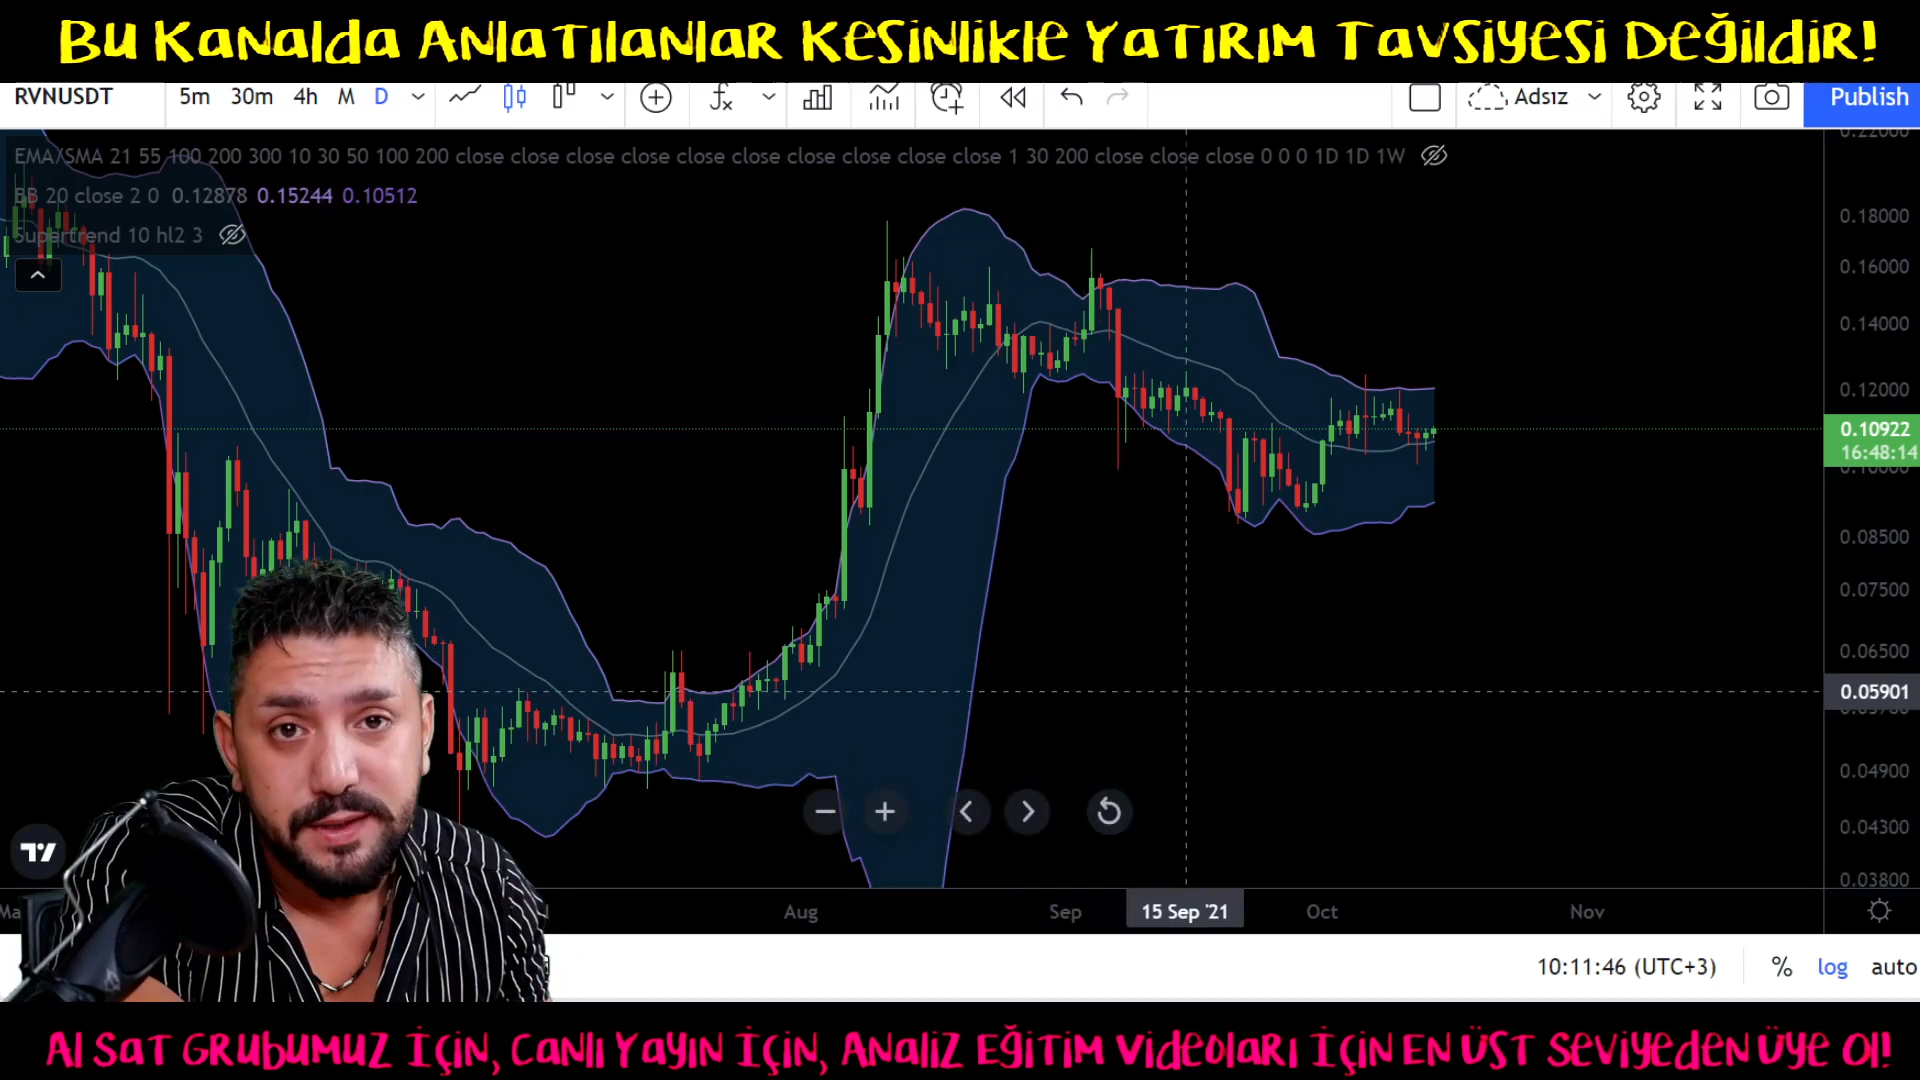 Bu Kanalda Anlatılanlar Kesinlikle Yatırım Tavsiyesi Değildir!
RVNUSDT 5m 30m 4h M D Adsız Publish
EMA/SMA 21 55 100 200 300 10 30 50 100 200 close close close close close close close close close close 1 30 200 close close close 0 0 0 1D 1D 1W
BB 20 close 2 0 0.12878 0.15244 0.10512
Supertrend 10 hl2 3
0.22000
0.18000
0.16000
0.14000
0.12000
0.10922
16:48:14
0.10000
0.08500
0.07500
0.06500
0.05901
0.04900
0.04300
0.03800
Aug Sep 15 Sep '21 Oct Nov
10:11:46 (UTC+3) % log auto
Al Sat Grubumuz İçin, Canlı Yayın İçin, Analiz Eğitim Videoları İçin En Üst Seviyeden Üye Ol!